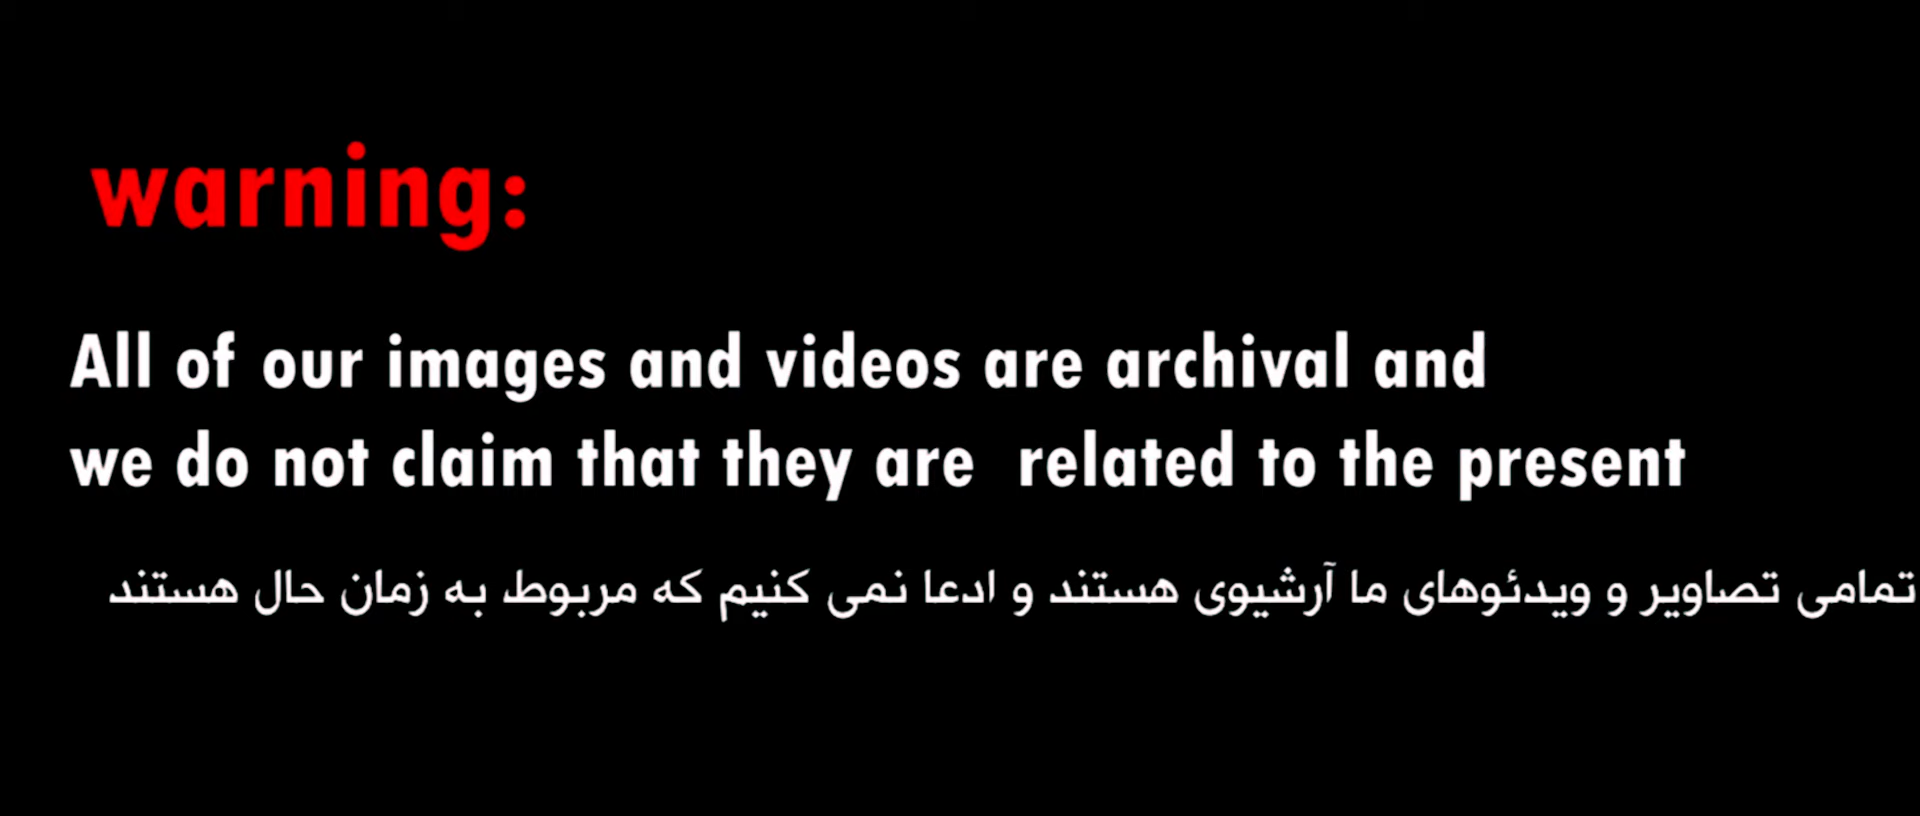 warning:
All of our images and videos are archival and
we do not claim that they are related to the present
تمامی تصاویر و ویدئوهای ما آرشیوی هستند و ادعا نمی کنیم که مربوط به زمان حال هستند